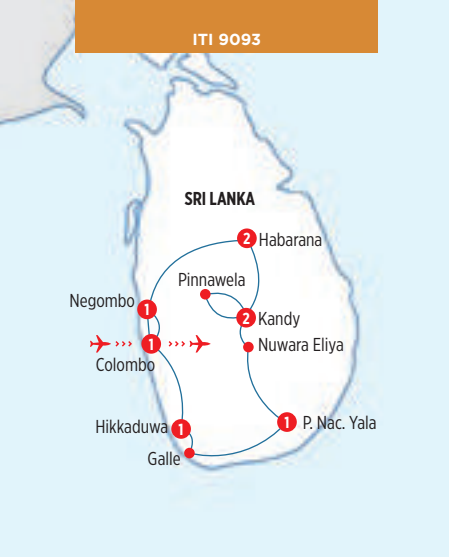 ITI 9093
SRI LANKA
2 Habarana
Pinnawela
Negombo 1
2 Kandy
1
Nuwara Eliya
Colombo
Hikkaduwa 1
1 P. Nac. Yala
Galle